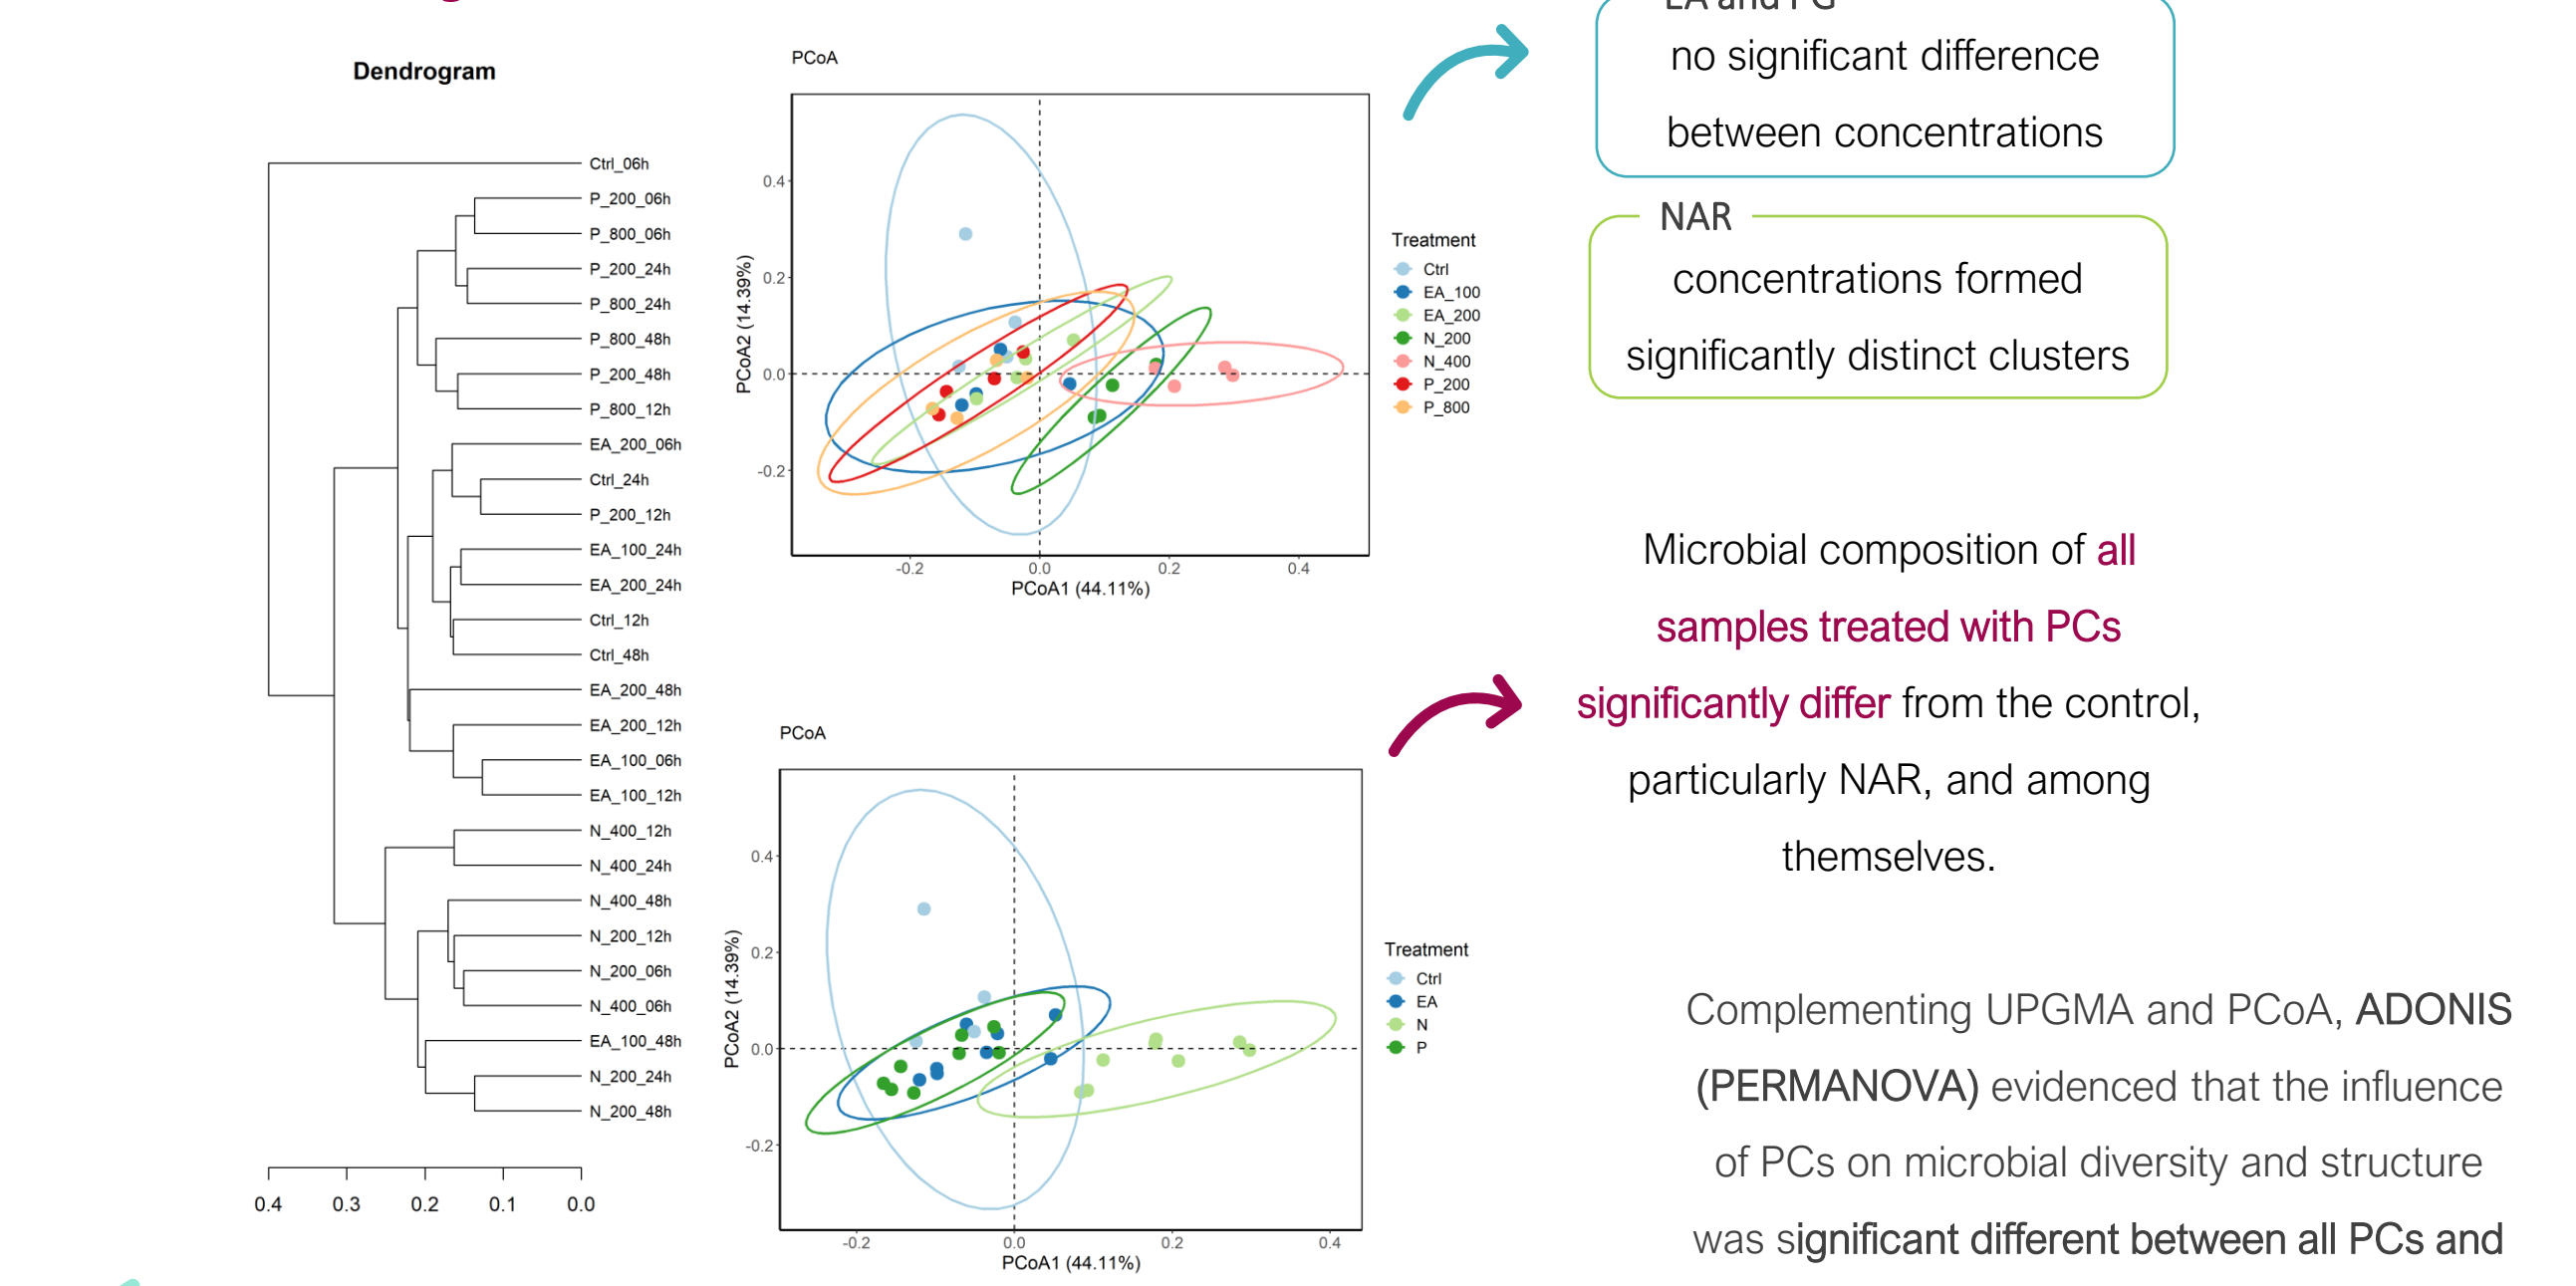 Dendrogram
Ctrl_06h
P_200_06h
P_800_06h
P_200_24h
P_800_24h
P_800_48h
P_200_48h
P_800_12h
EA_200_06h
Ctrl_24h
P_200_12h
EA_100_24h
EA_200_24h
Ctrl_12h
Ctrl_48h
EA_200_48h
EA_200_12h
EA_100_06h
EA_100_12h
N_400_12h
N_400_24h
N_400_48h
N_200_12h
N_200_06h
N_400_06h
EA_100_48h
N_200_24h
N_200_48h
0.4 0.3 0.2 0.1 0.0
PCoA
PCoA2 (14.39%)
0.4
0.2
0.0
-0.2
-0.2 0.0 0.2 0.4
PCoA1 (44.11%)
Treatment
Ctrl
EA_100
EA_200
N_200
N_400
P_200
P_800
PCoA
PCoA2 (14.39%)
0.4
0.2
0.0
-0.2
-0.2 0.0 0.2 0.4
PCoA1 (44.11%)
Treatment
Ctrl
EA
N
P
EA and PG
no significant difference
between concentrations
NAR
concentrations formed
significantly distinct clusters
Microbial composition of all
samples treated with PCs
significantly differ from the control,
particularly NAR, and among
themselves.
Complementing UPGMA and PCoA, ADONIS
(PERMANOVA) evidenced that the influence
of PCs on microbial diversity and structure
was significant different between all PCs and